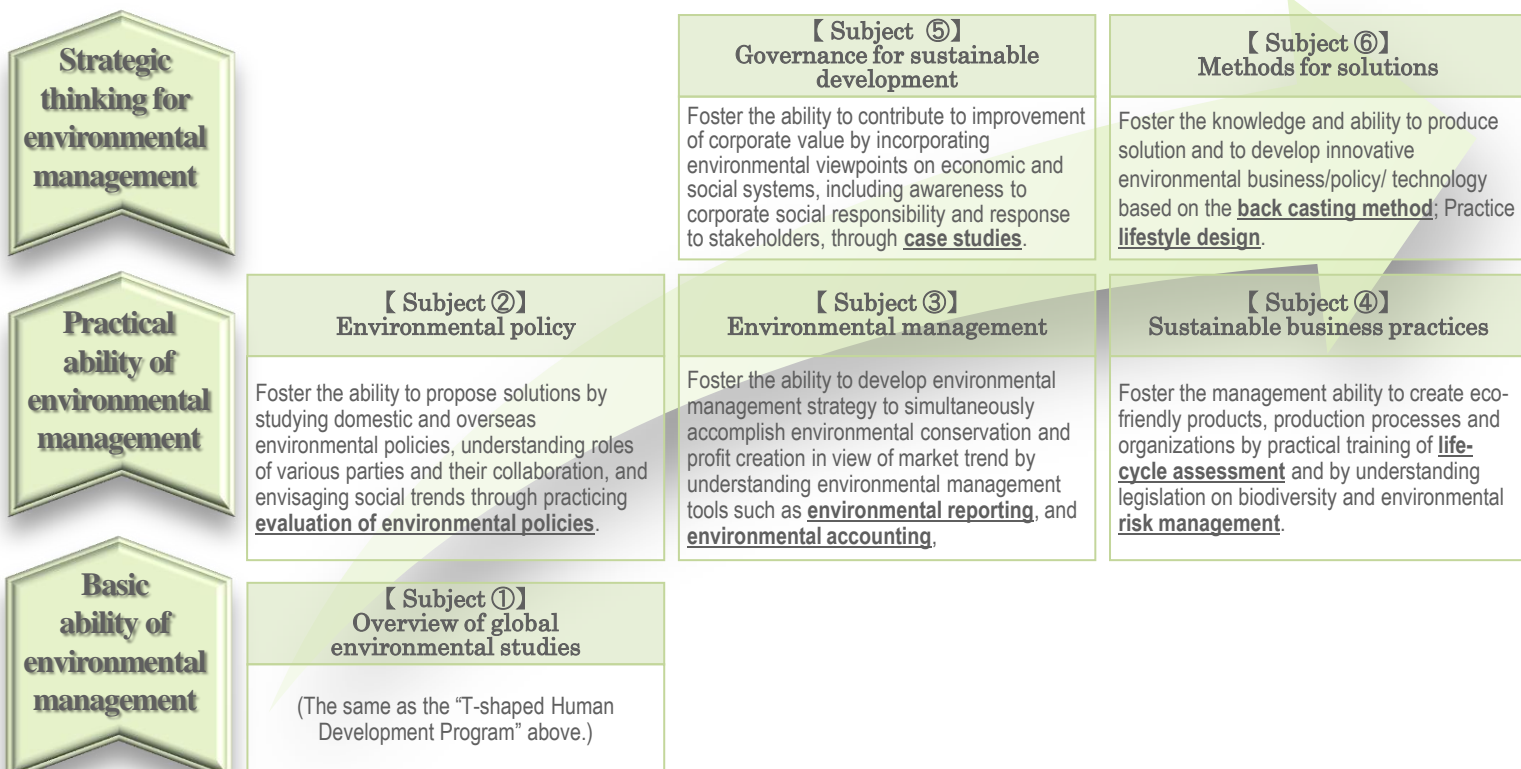 Strategic
thinking for
environmental
management
【 Subject ⑤】
Governance for sustainable
development
Foster the ability to contribute to improvement
of corporate value by incorporating
environmental viewpoints on economic and
social systems, including awareness to
corporate social responsibility and response
to stakeholders, through case studies.
【 Subject ⑥】
Methods for solutions
Foster the knowledge and ability to produce
solution and to develop innovative
environmental business/policy/ technology
based on the back casting method; Practice
lifestyle design.
Practical
ability of
environmental
management
【 Subject ②】
Environmental policy
Foster the ability to propose solutions by
studying domestic and overseas
environmental policies, understanding roles
of various parties and their collaboration, and
envisaging social trends through practicing
evaluation of environmental policies.
【 Subject ③】
Environmental management
Foster the ability to develop environmental
management strategy to simultaneously
accomplish environmental conservation and
profit creation in view of market trend by
understanding environmental management
tools such as environmental reporting, and
environmental accounting,
【 Subject ④】
Sustainable business practices
Foster the management ability to create eco-
friendly products, production processes and
organizations by practical training of life-
cycle assessment and by understanding
legislation on biodiversity and environmental
risk management.
Basic
ability of
environmental
management
【 Subject ①】
Overview of global
environmental studies
(The same as the “T-shaped Human
Development Program” above.)